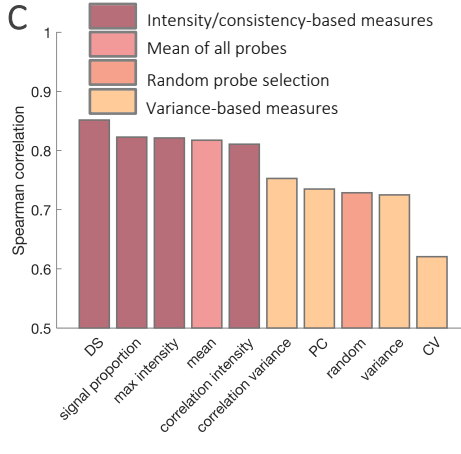 C
Intensity/consistency-based measures
Mean of all probes
Random probe selection
Variance-based measures
Spearman correlation
1
0.9
0.8
0.7
0.6
0.5
DS
signal proportion
max intensity
mean
correlation intensity
correlation variance
PC
random
variance
CV